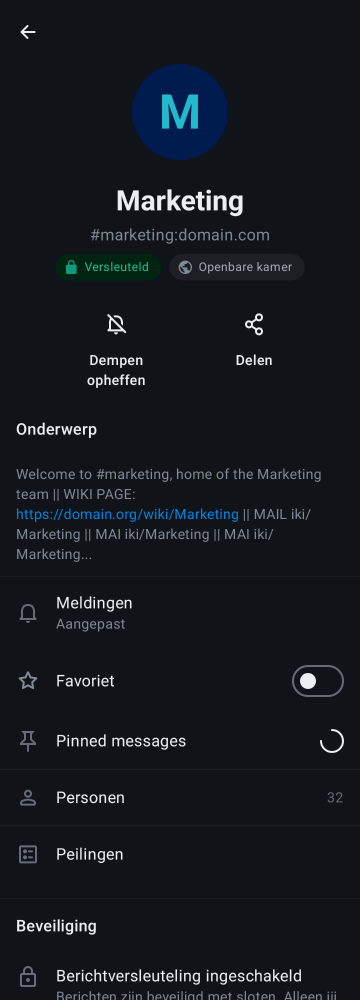 M
Marketing
#marketing:domain.com
Versleuteld
Openbare kamer
Dempen
opheffen
Delen
Onderwerp
Welcome to #marketing, home of the Marketing
team || WIKI PAGE:
https://domain.org/wiki/Marketing || MAIL iki/
Marketing || MAI iki/Marketing || MAI iki/
Marketing...
Meldingen
Aangepast
Favoriet
Pinned messages
Personen 32
Peilingen
Beveiliging
Berichtversleuteling ingeschakeld
Berichten zijn beveiligd met sloten. Alleen jij